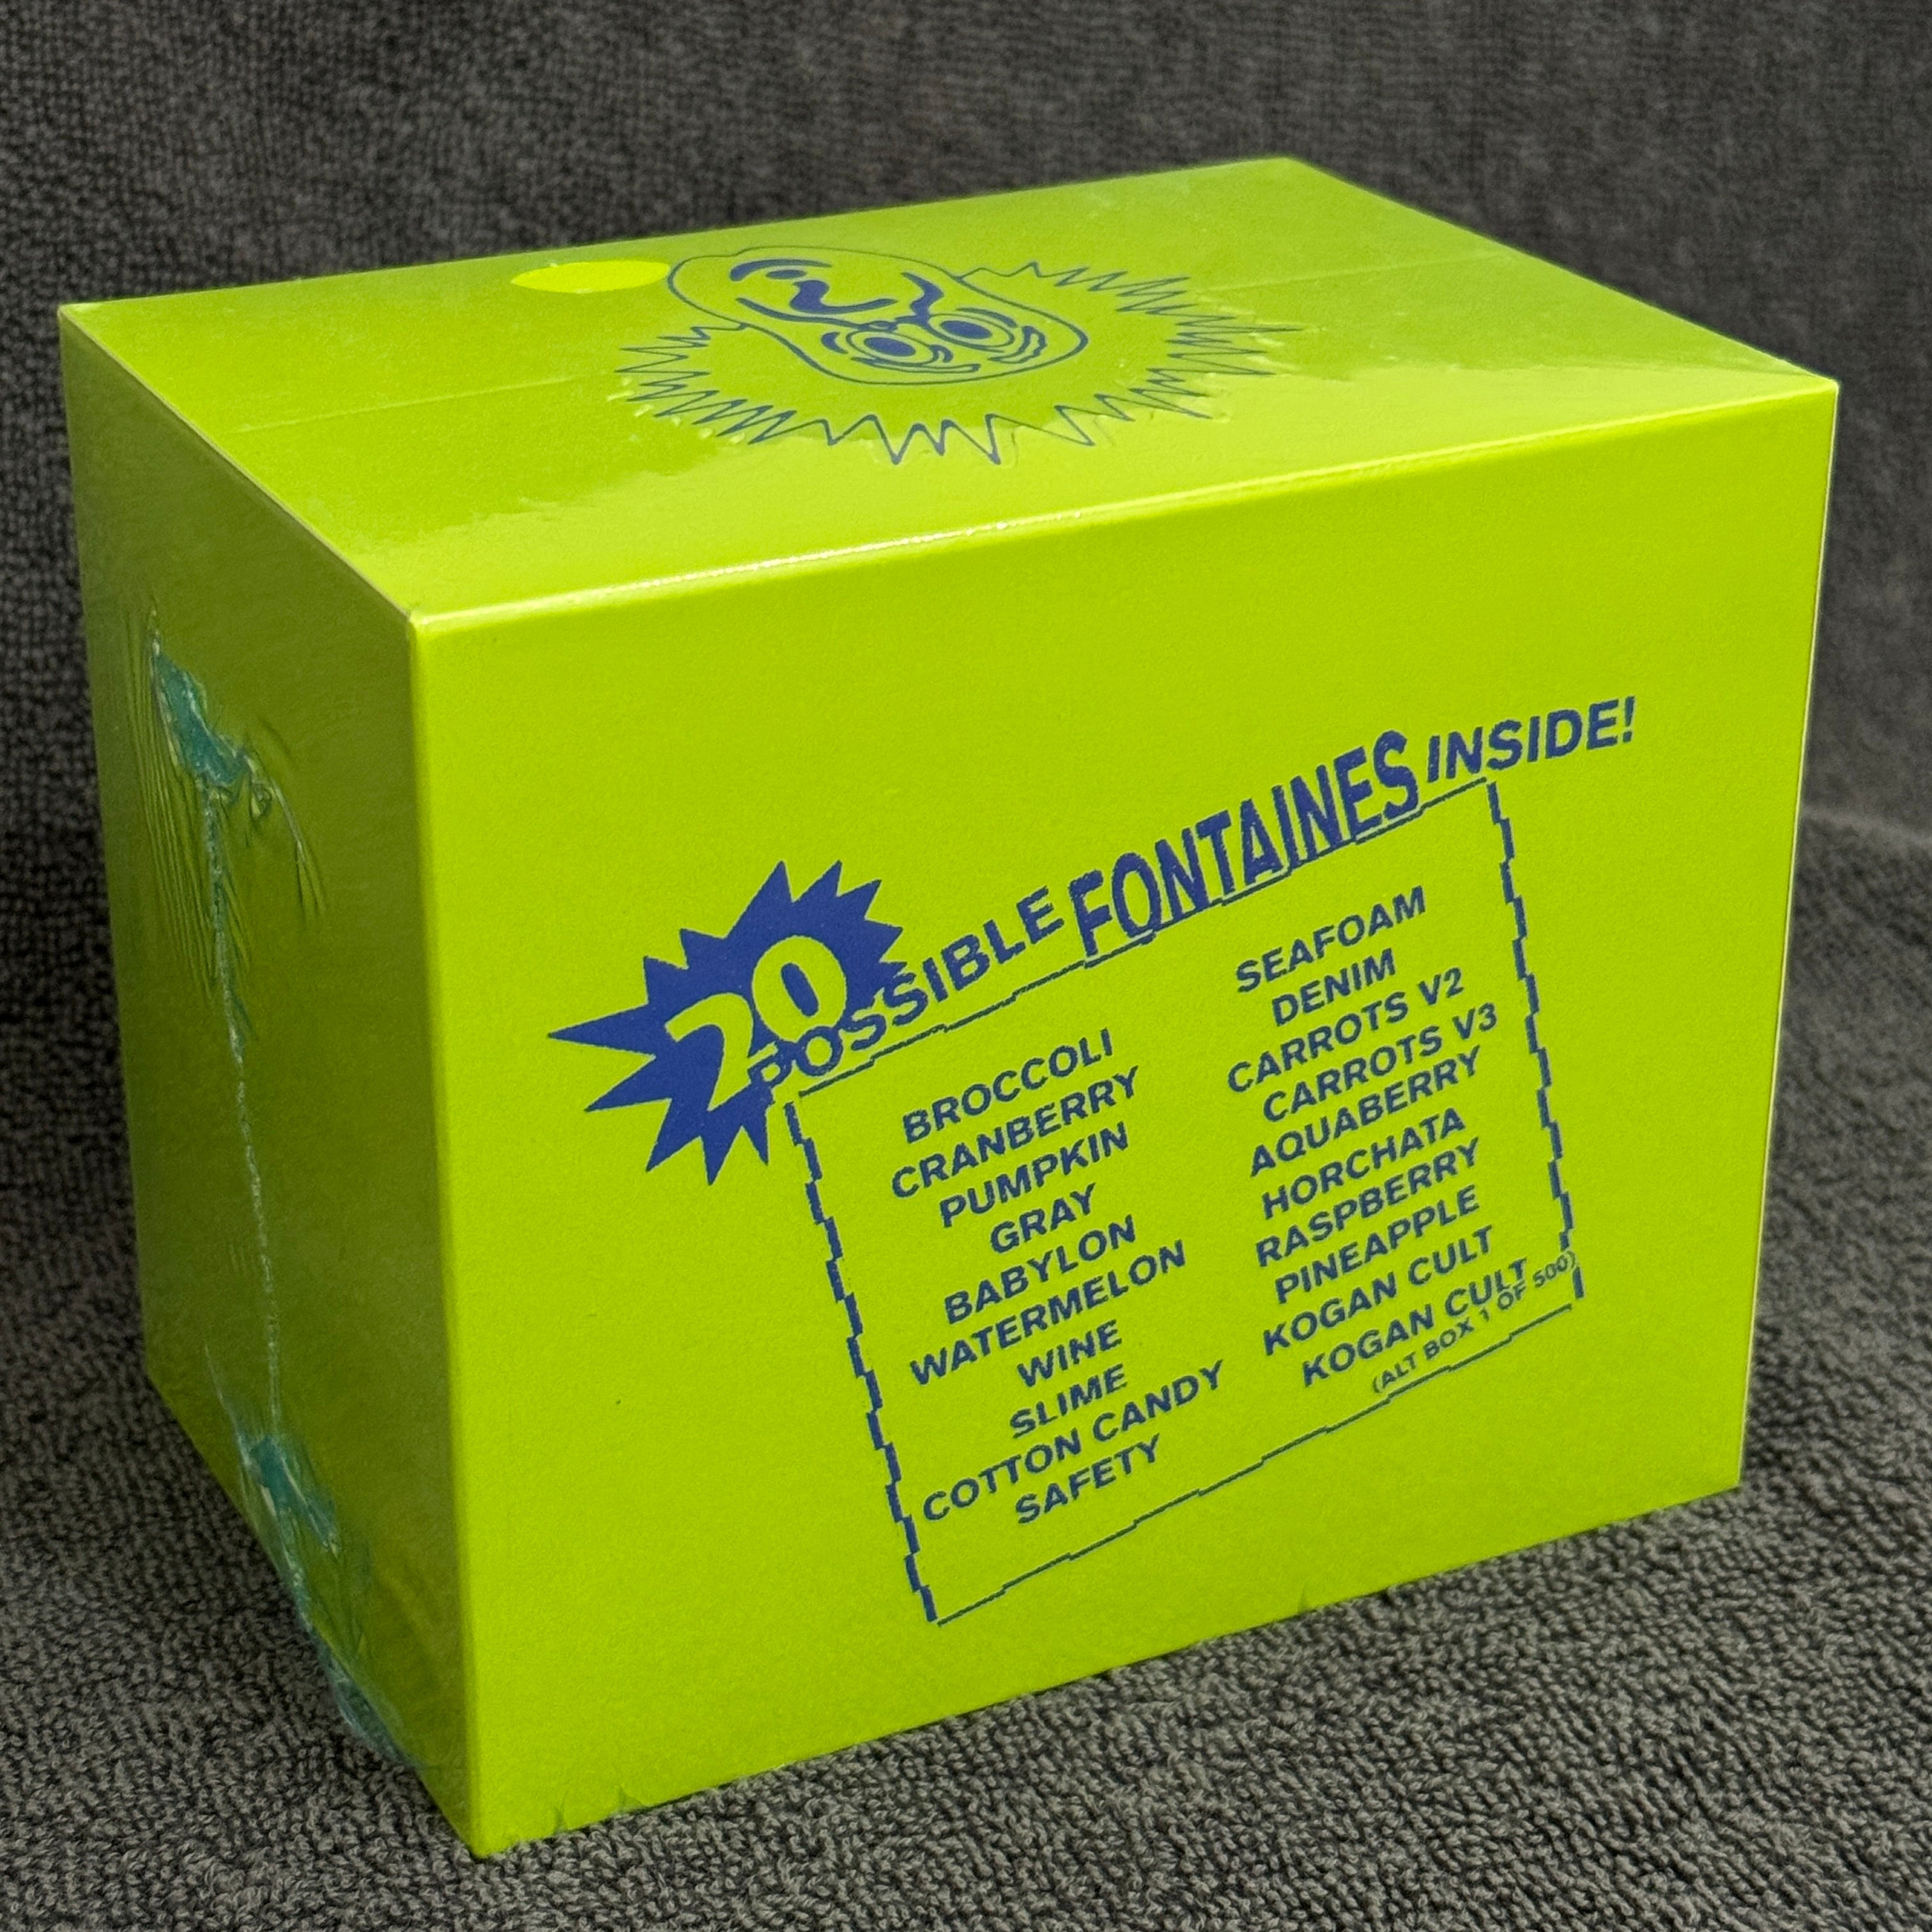 20 POSSIBLE FONTAINES INSIDE!
BROCCOLI
CRANBERRY
PUMPKIN
GRAY
BABYLON
WATERMELON
WINE
SLIME
COTTON CANDY
SAFETY
SEAFOAM
DENIM
CARROTS V2
CARROTS V3
AQUABERRY
HORCHATA
RASPBERRY
PINEAPPLE
KOGAN CULT
KOGAN CULT
(ALT BOX 1 OF 500)